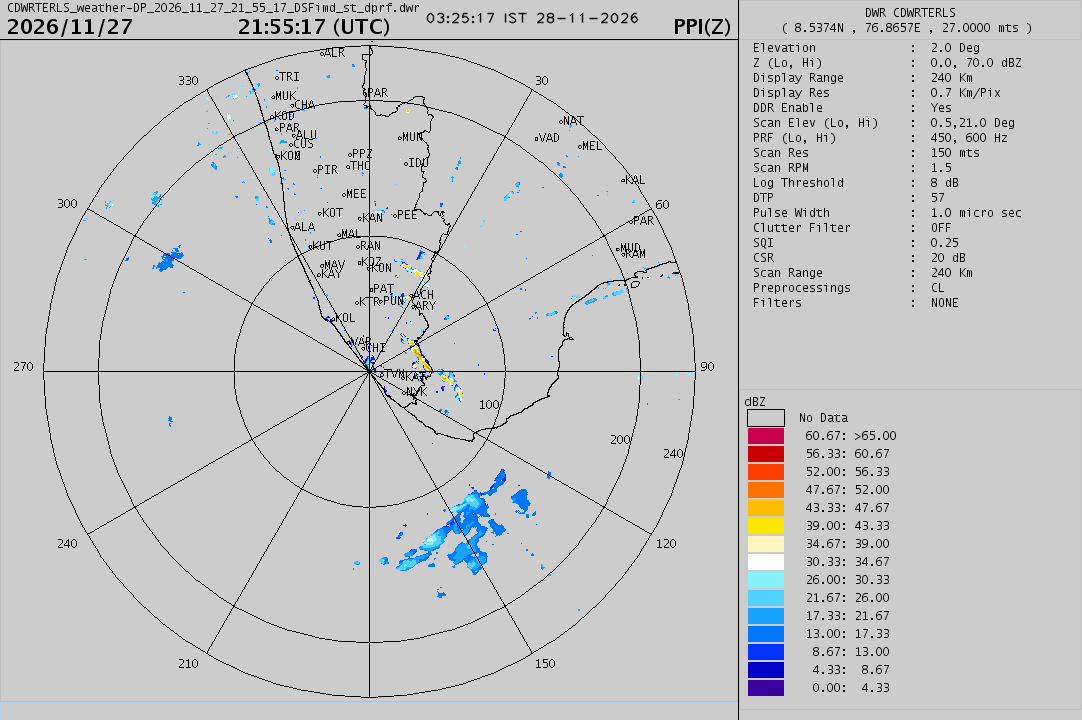 CDWRTERLS_weather-DP_2026_11_27_21_55_17_DSFimd_st_dprf.dwr
2026/11/27 21:55:17 (UTC) 03:25:17 IST 28-11-2026 PPI(Z)
DWR CDWRTERLS
( 8.5374N , 76.8657E , 27.0000 mts )
Elevation : 2.0 Deg
Z (Lo, Hi) : 0.0, 70.0 dBZ
Display Range : 240 Km
Display Res : 0.7 Km/Pix
DDR Enable : Yes
Scan Elev (Lo, Hi) : 0.5,21.0 Deg
PRF (Lo, Hi) : 450, 600 Hz
Scan Res : 150 mts
Scan RPM : 1.5
Log Threshold : 8 dB
DTP : 57
Pulse Width : 1.0 micro sec
Clutter Filter : OFF
SQI : 0.25
CSR : 20 dB
Scan Range : 240 Km
Preprocessings : CL
Filters : NONE
dBZ
No Data
60.67: >65.00
56.33: 60.67
52.00: 56.33
47.67: 52.00
43.33: 47.67
39.00: 43.33
34.67: 39.00
30.33: 34.67
26.00: 30.33
21.67: 26.00
17.33: 21.67
13.00: 17.33
8.67: 13.00
4.33: 8.67
0.00: 4.33
ALR
330
TRI
30
MUK
PAR
CHA
KOD
NAT
PAR
ALU
MUN
VAD
CUS
MEL
PPZ
IDU
THO
PIR
KAL
MEE
300
60
KOT
KAN
PEE
PAR
ALA
MAL
KUT
RAN
MUD
RAM
KOZ
MAV
KON
KAY
PAT
ACH
KTR
PUN
ARY
KOL
VAR
CHI
270
90
TVM
KAT
NYK
100
200
240
240
120
210
150